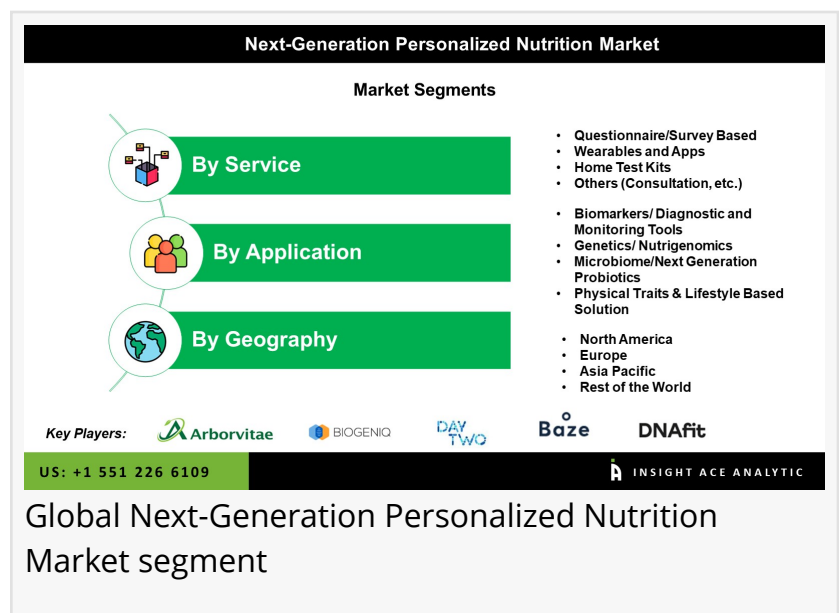 Next-Generation Personalized Nutrition Market
Market Segments
By Service
• Questionnaire/Survey Based
• Wearables and Apps
• Home Test Kits
• Others (Consultation, etc.)
By Application
• Biomarkers/ Diagnostic and
Monitoring Tools
• Genetics/ Nutrigenomics
• Microbiome/Next Generation
Probiotics
• Physical Traits & Lifestyle Based
Solution
By Geography
• North America
• Europe
• Asia Pacific
• Rest of the World
Key Players: Arborvitae BIOGENIQ DAY TWO Baze DNAfit
US: +1 551 226 6109 INSIGHT ACE ANALYTIC
Global Next-Generation Personalized Nutrition
Market segment